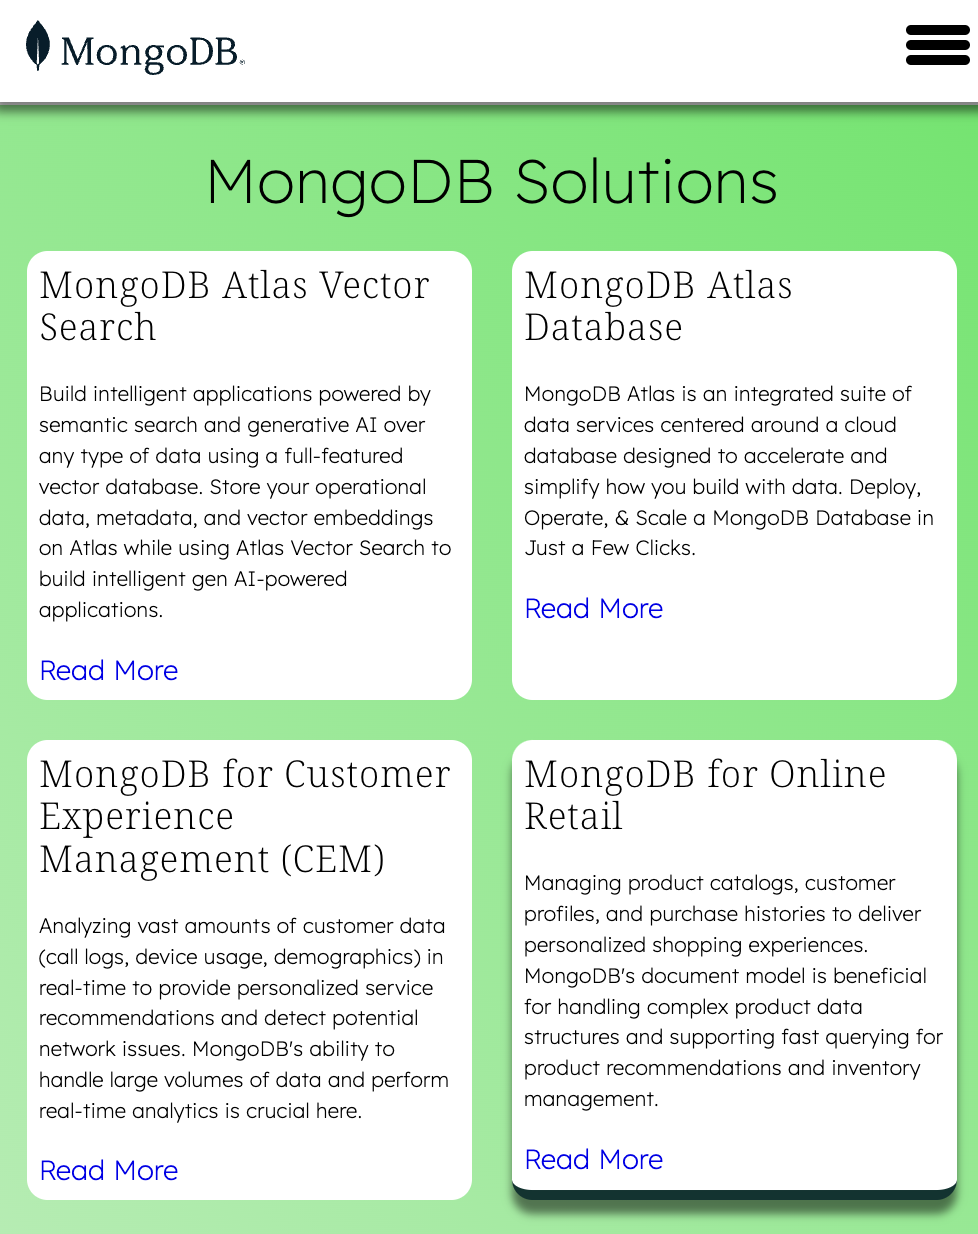 MongoDB®
MongoDB Solutions
MongoDB Atlas Vector
Search
Build intelligent applications powered by
semantic search and generative AI over
any type of data using a full-featured
vector database. Store your operational
data, metadata, and vector embeddings
on Atlas while using Atlas Vector Search to
build intelligent gen AI-powered
applications.
Read More
MongoDB Atlas
Database
MongoDB Atlas is an integrated suite of
data services centered around a cloud
database designed to accelerate and
simplify how you build with data. Deploy,
Operate, & Scale a MongoDB Database in
Just a Few Clicks.
Read More
MongoDB for Customer
Experience
Management (CEM)
Analyzing vast amounts of customer data
(call logs, device usage, demographics) in
real-time to provide personalized service
recommendations and detect potential
network issues. MongoDB's ability to
handle large volumes of data and perform
real-time analytics is crucial here.
Read More
MongoDB for Online
Retail
Managing product catalogs, customer
profiles, and purchase histories to deliver
personalized shopping experiences.
MongoDB's document model is beneficial
for handling complex product data
structures and supporting fast querying for
product recommendations and inventory
management.
Read More